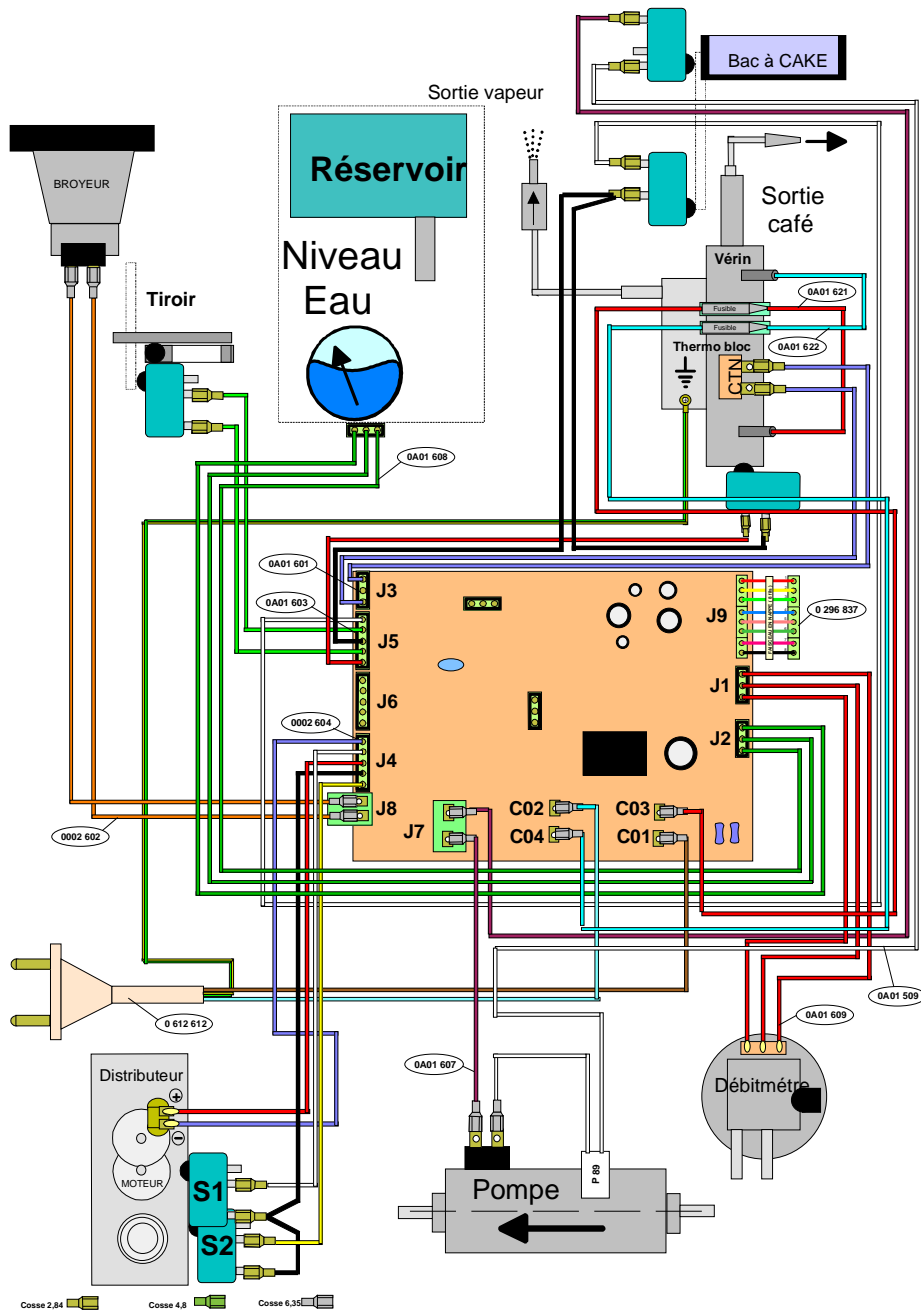 Bac à CAKE
Sortie vapeur
BROYEUR
Réservoir
Sortie
café
Niveau
Eau
Vérin
Tiroir
0A01 621
Fusible
Fusible
0A01 622
Thermo bloc
CTN
0A01 608
0A01 601
J3
0A01 603
J5
J9
0 296 837
J6
J1
0002 604
J4
J2
J8
C02
C03
J7
C04
C01
0002 602
0A01 509
0 612 612
0A01 609
0A01 607
Distributeur
+
−
Débitmétre
MOTEUR
P 89
Pompe
S1
S2
Cosse 2,84
Cosse 4,8
Cosse 6,35